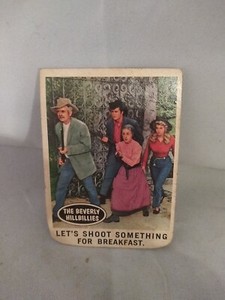 THE BEVERLY
HILLBILLIES
LET'S SHOOT SOMETHING
FOR BREAKFAST.